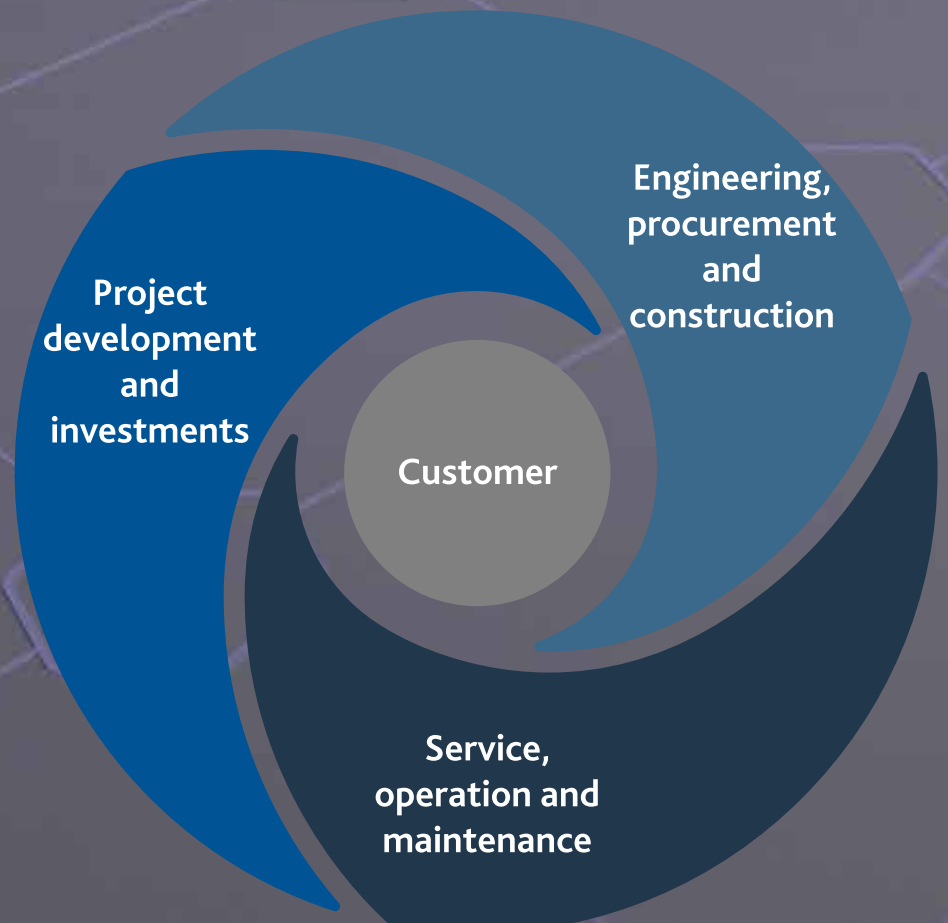 Engineering,
procurement
and
construction
Project
development
and
investments
Customer
Service,
operation and
maintenance